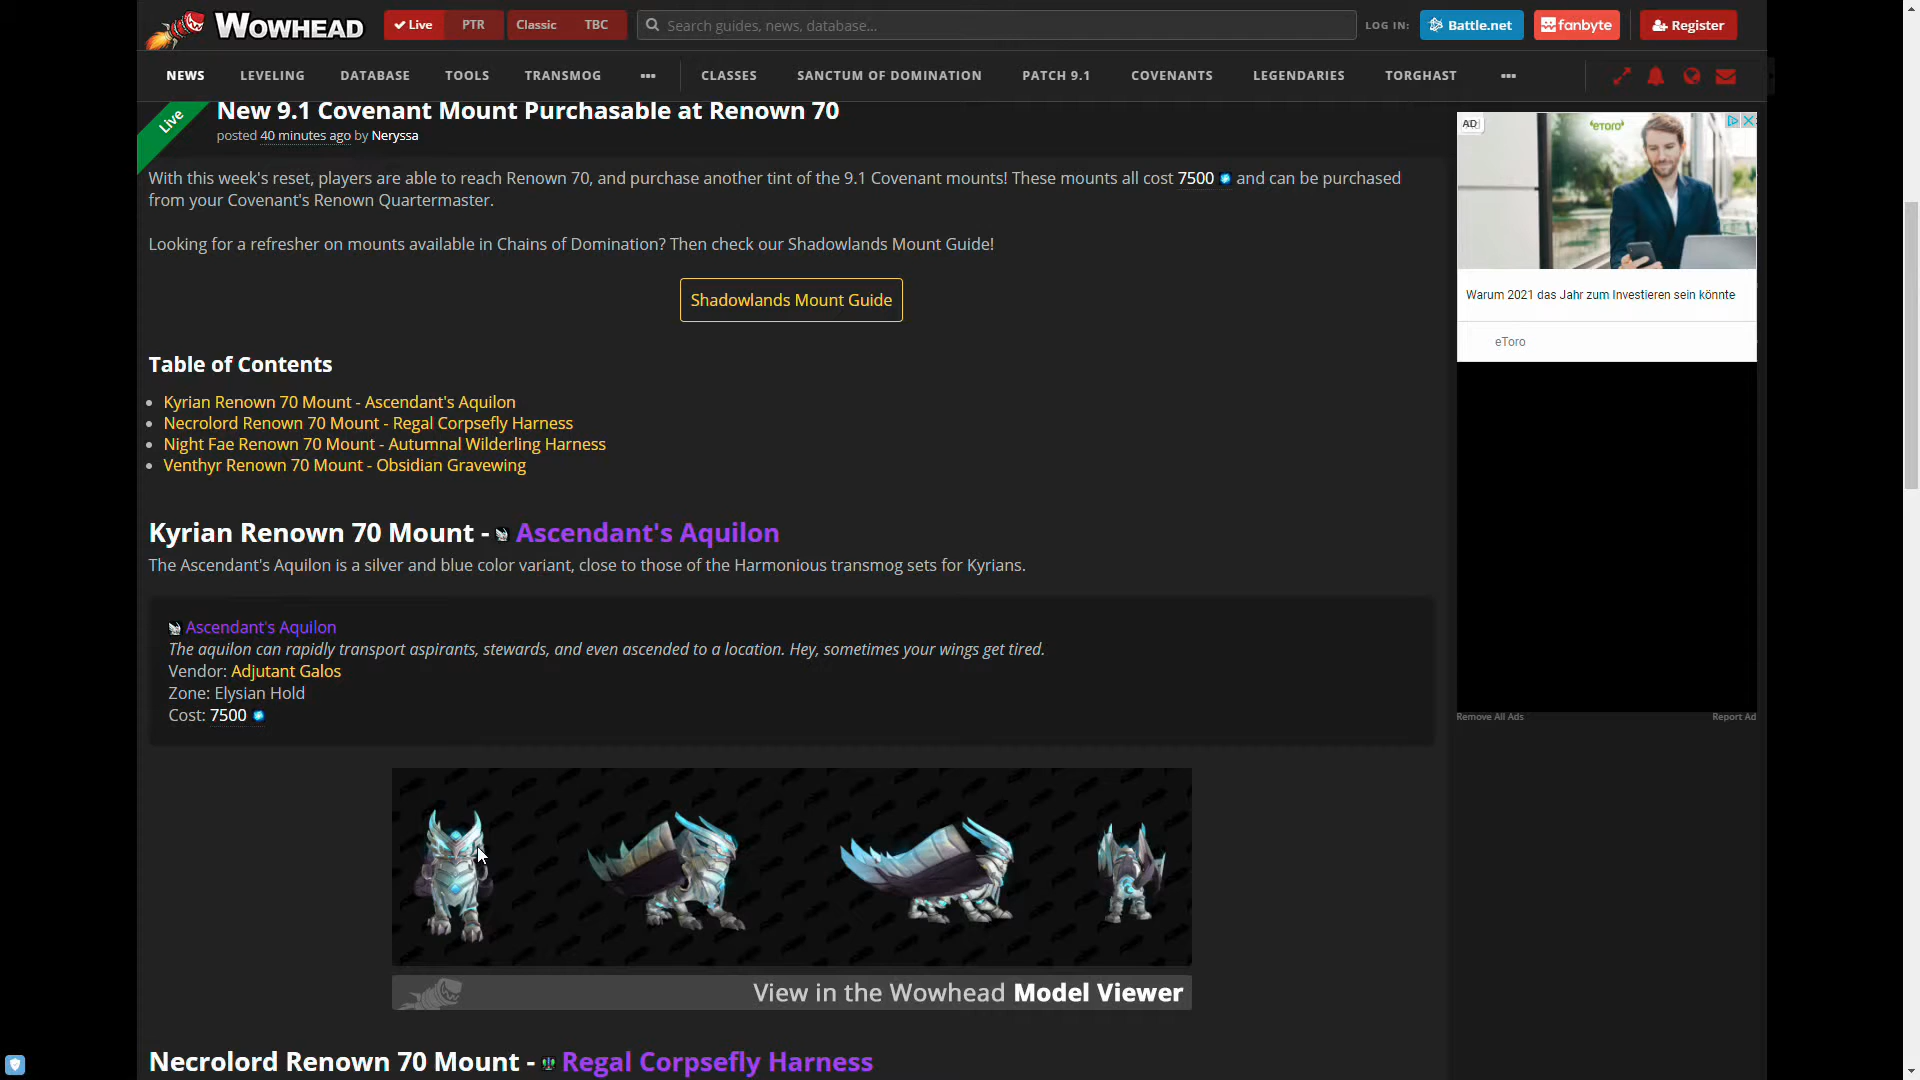 WOWHEAD
Live
PTR
Classic
TBC
Search guides, news, database...
LOG IN:
Battle.net
fanbyte
Register
NEWS
LEVELING
DATABASE
TOOLS
TRANSMOG
•••
CLASSES
SANCTUM OF DOMINATION
PATCH 9.1
COVENANTS
LEGENDARIES
TORGHAST
•••
Live
New 9.1 Covenant Mount Purchasable at Renown 70
posted 40 minutes ago by Neryssa
With this week's reset, players are able to reach Renown 70, and purchase another tint of the 9.1 Covenant mounts! These mounts all cost 7500 and can be purchased
from your Covenant's Renown Quartermaster.
Looking for a refresher on mounts available in Chains of Domination? Then check our Shadowlands Mount Guide!
Shadowlands Mount Guide
Table of Contents
• Kyrian Renown 70 Mount - Ascendant's Aquilon
• Necrolord Renown 70 Mount - Regal Corpsefly Harness
• Night Fae Renown 70 Mount - Autumnal Wilderling Harness
• Venthyr Renown 70 Mount - Obsidian Gravewing
Kyrian Renown 70 Mount - Ascendant's Aquilon
The Ascendant's Aquilon is a silver and blue color variant, close to those of the Harmonious transmog sets for Kyrians.
Ascendant's Aquilon
The aquilon can rapidly transport aspirants, stewards, and even ascended to a location. Hey, sometimes your wings get tired.
Vendor: Adjutant Galos
Zone: Elysian Hold
Cost: 7500
View in the Wowhead Model Viewer
Necrolord Renown 70 Mount - Regal Corpsefly Harness
AD
eToro
Warum 2021 das Jahr zum Investieren sein könnte
eToro
Remove All Ads
Report Ad